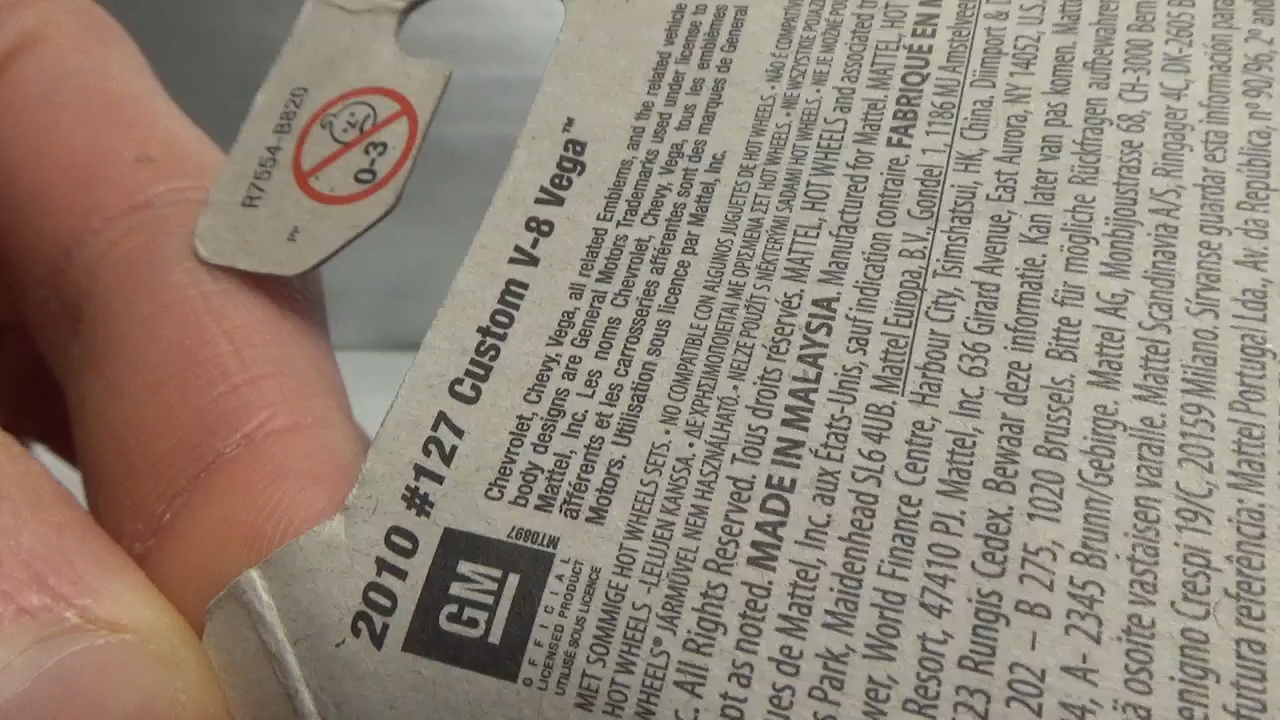 R7554-B820
0-3
PP
2010 #127 Custom V-8 Vega™
GM
OFFICIAL
LICENSED PRODUCT
UTILISÉ SOUS LICENCE
MT0897
Chevrolet, Chevy, Vega, all related Emblems, and the related vehicle
body designs are General Motors Trademarks used under license to
Mattel, Inc. Les noms Chevrolet, Chevy, Vega, tous les emblèmes
afférents et les carrosseries afférentes sont des marques de General
Motors. Utilisation sous licence par Mattel, Inc.
MET SOMMIGE HOT WHEELS SETS. • NO COMPATIBLE CON ALGUNOS JUGUETES DE HOT WHEELS. • NÃO É
HOT WHEELS -LELUJEN KANSSA. • ΔΕ ΧΡΗΣΙΜΟΠΟΙΕΙΤΑΙ ΜΕ ΟΡΙΣΜΕΝΑ ΣΕΤ HOT WHEELS. • NIE WSZYSTKIE
WHEELS® JÁRMŰVEL NEM HASZNÁLHATÓ. • NELZE POUŽÍT S NĚKTERÝMI SADAMI HOT WHEELS. • NIE JE MOŽNÉ
All Rights Reserved. Tous droits réservés. MATTEL, HOT WHEELS and associated
pt as noted. MADE IN MALAYSIA. Manufactured for Mattel. MATTEL, HOT
ues de Mattel, Inc. aux États-Unis, sauf indication contraire. FABRIQUÉ EN
s Park, Maidenhead SL6 4UB. Mattel Europa, B.V., Gondel 1, 1186 MJ Amstelveen
wer, World Finance Centre, Harbour City, Tsimshatsui, HK, China. Diimport &
Resort, 47410 PJ. Mattel, Inc. 636 Girard Avenue, East Aurora, NY 14052, U.S.
23 Rungis Cedex. Bewaar deze informatie. Kan later van pas komen.
202 – B 275, 1020 Brussels. Bitte für mögliche Rückfragen
4, A- 2345 Brunn/Gebirge. Mattel AG, Monbijoustrasse 68, CH-3000
ä osoite vastaisen varalle. Mattel Scandinavia A/S, Ringager 4C, DK-2605
enigno Crespi 19/C, 20159 Milano. Sírvanse guardar esta información para
futura referência: Mattel Portugal Lda., Av. da República, nº 90/96, 2º